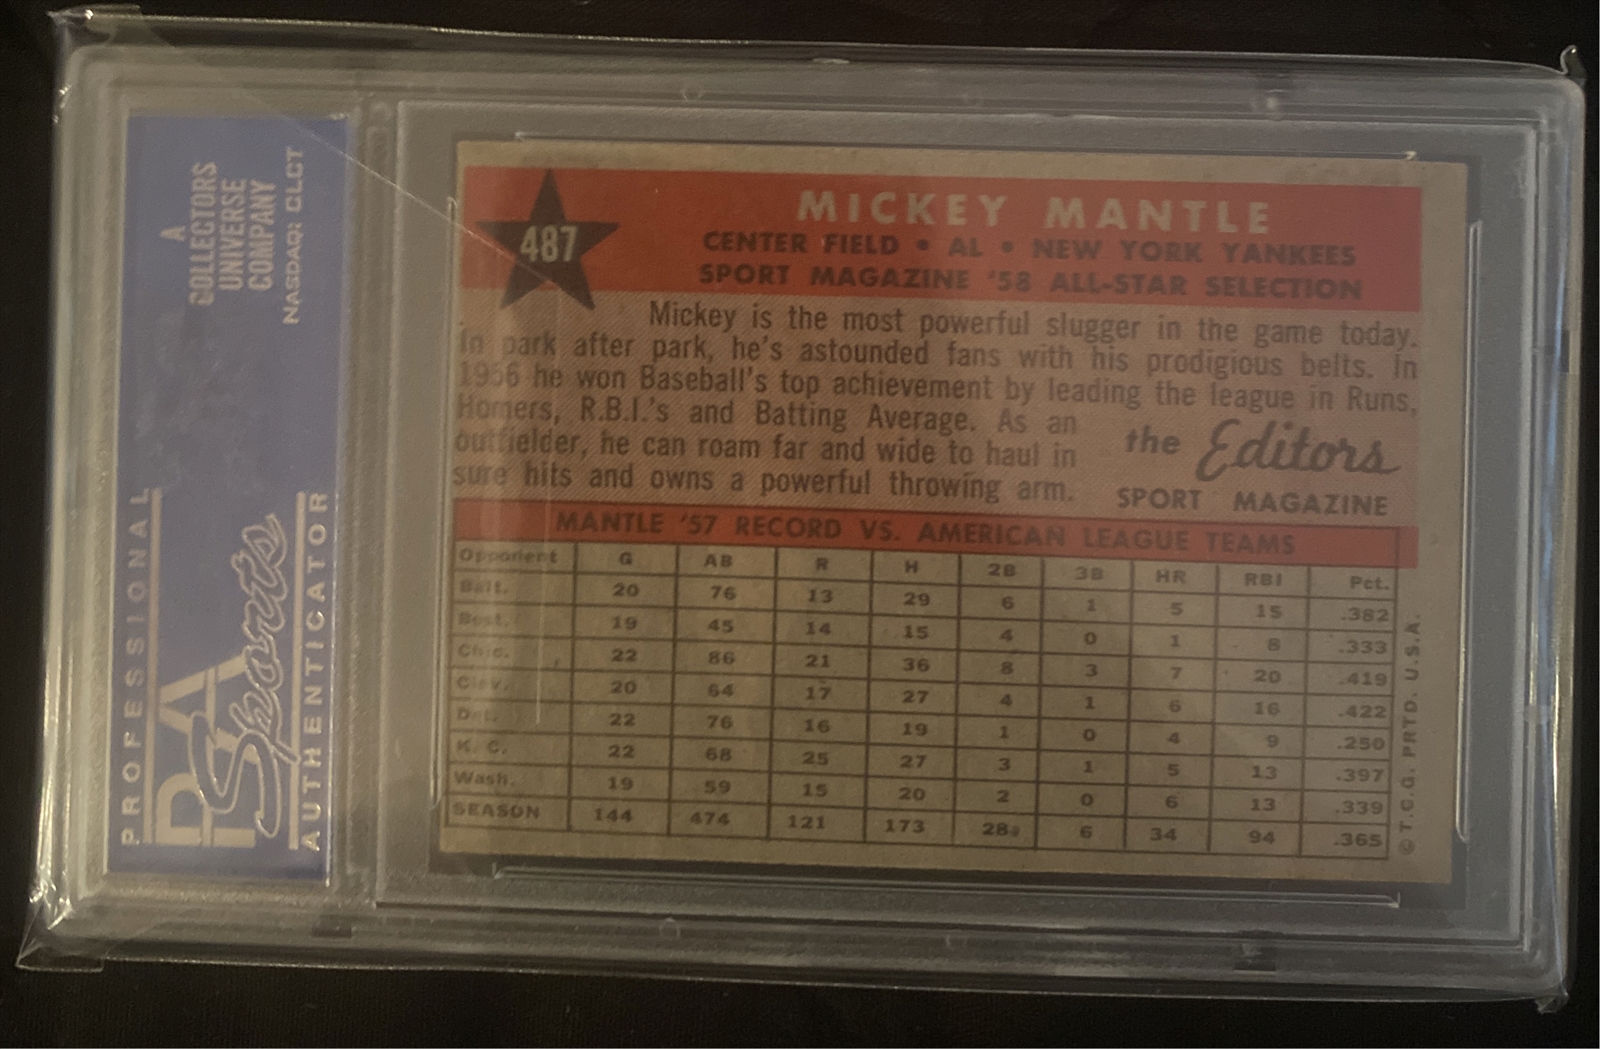 A
COLLECTORS
UNIVERSE
COMPANY
NASDAQ: CLCT
PROFESSIONAL
PSA
Sports
AUTHENTICATOR
487
MICKEY MANTLE
CENTER FIELD • AL • NEW YORK YANKEES
SPORT MAGAZINE '58 ALL-STAR SELECTION
Mickey is the most powerful slugger in the game today.
In park after park, he's astounded fans with his prodigious belts. In
1956 he won Baseball's top achievement by leading the league in Runs,
Homers, R.B.I.'s and Batting Average. As an
outfielder, he can roam far and wide to haul in
sure hits and owns a powerful throwing arm.
the Editors
SPORT MAGAZINE
MANTLE '57 RECORD VS. AMERICAN LEAGUE TEAMS
Opponent G AB R H 2B 3B HR RBI Pct.
Balt. 20 76 13 29 6 1 5 15 .382
Bost. 19 45 14 15 4 0 1 8 .333
Chic. 22 86 21 36 8 3 7 20 .419
Clev. 20 64 17 27 4 1 6 16 .422
Det. 22 76 16 19 1 0 4 9 .250
K. C. 22 68 25 27 3 1 5 13 .397
Wash. 19 59 15 20 2 0 6 13 .339
SEASON 144 474 121 173 28 6 34 94 .365
© T.C.G. PRTD. U.S.A.